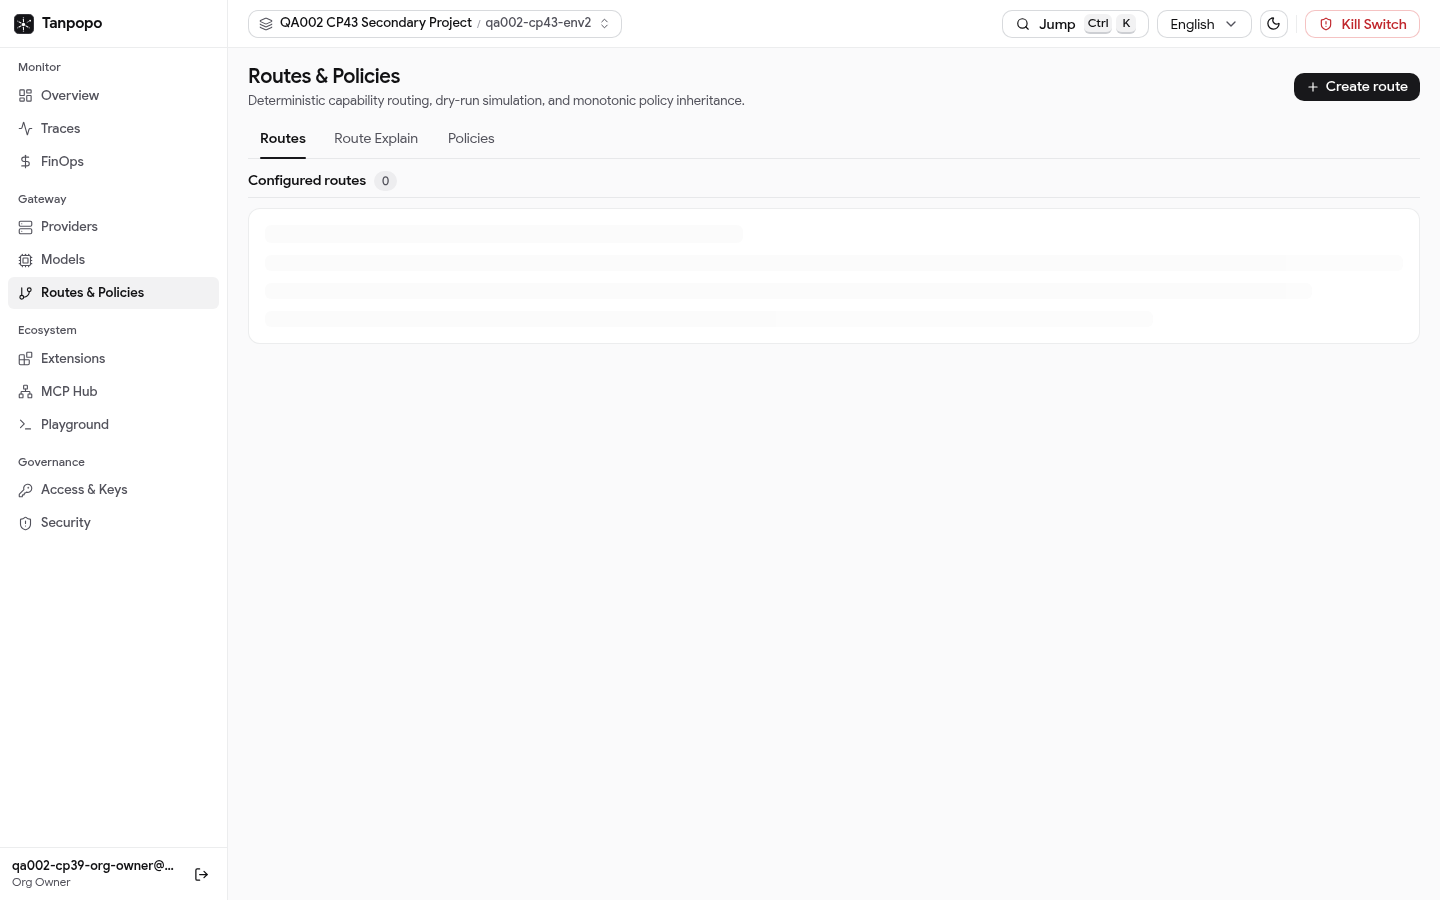 Tanpopo
QA002 CP43 Secondary Project / qa002-cp43-env2
Jump Ctrl K
English
Kill Switch
Monitor
Overview
Traces
FinOps
Gateway
Providers
Models
Routes & Policies
Ecosystem
Extensions
MCP Hub
Playground
Governance
Access & Keys
Security
qa002-cp39-org-owner@...
Org Owner
Routes & Policies
Deterministic capability routing, dry-run simulation, and monotonic policy inheritance.
Create route
Routes Route Explain Policies
Configured routes 0